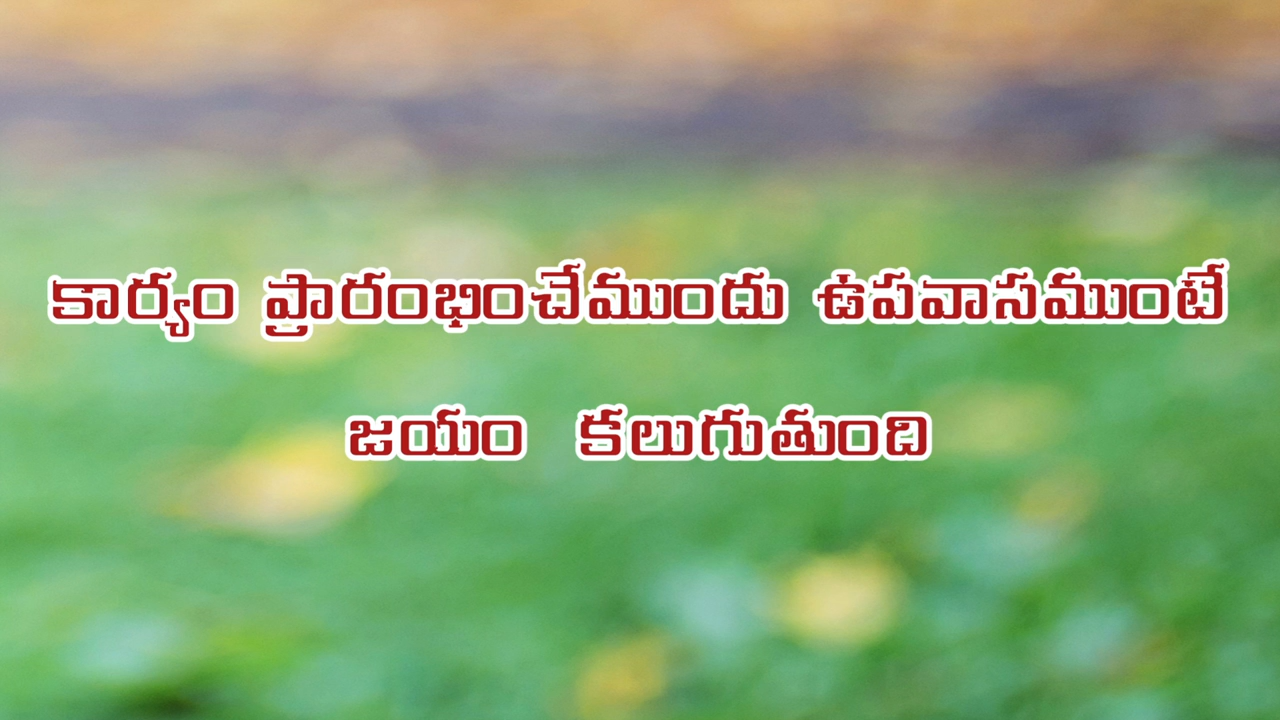 కార్యం ప్రారంభించేముందు ఉపవాసముంటే
జయం కలుగుతుంది